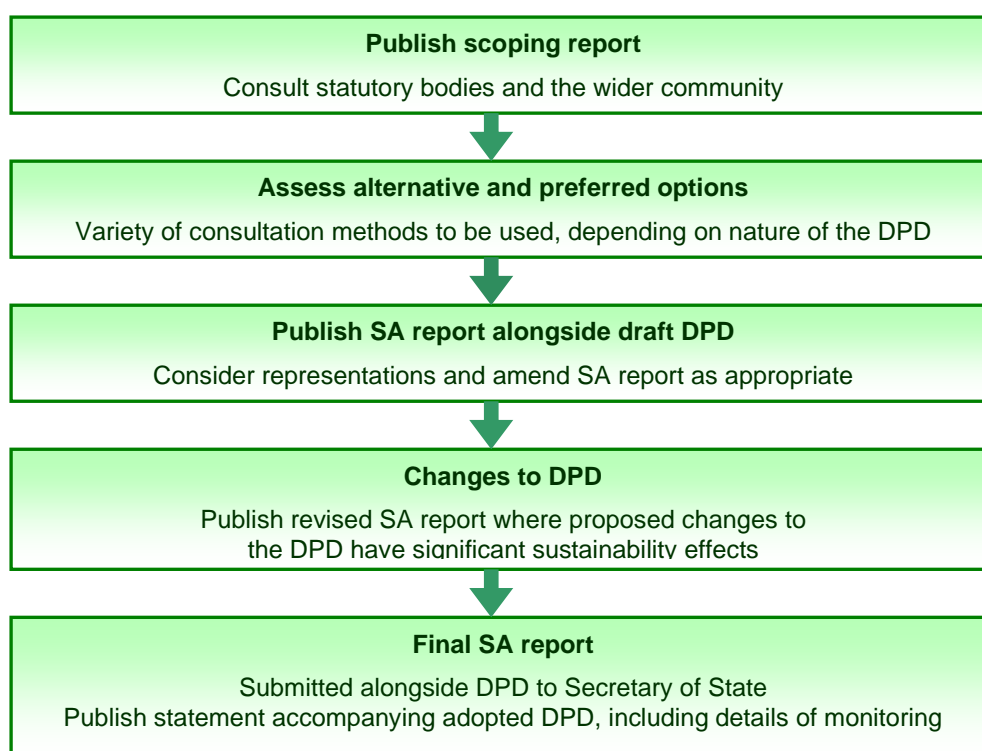 Publish scoping report
Consult statutory bodies and the wider community
Assess alternative and preferred options
Variety of consultation methods to be used, depending on nature of the DPD
Publish SA report alongside draft DPD
Consider representations and amend SA report as appropriate
Changes to DPD
Publish revised SA report where proposed changes to
the DPD have significant sustainability effects
Final SA report
Submitted alongside DPD to Secretary of State
Publish statement accompanying adopted DPD, including details of monitoring